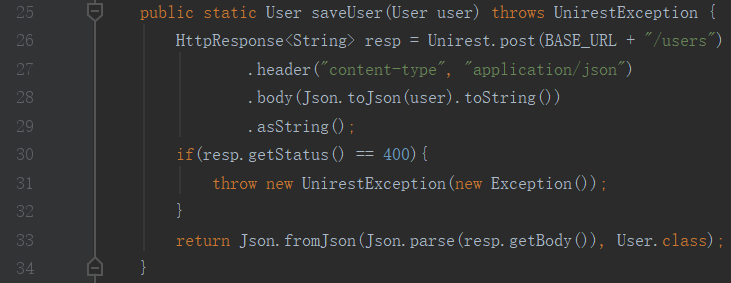 25 public static User saveUser(User user) throws UnirestException {
26 HttpResponse<String> resp = Unirest.post(BASE_URL + "/users")
27 .header("content-type", "application/json")
28 .body(Json.toJson(user).toString())
29 .asString();
30 if(resp.getStatus() == 400){
31 throw new UnirestException(new Exception());
32 }
33 return Json.fromJson(Json.parse(resp.getBody()), User.class);
34 }